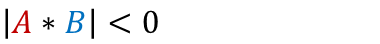 |A ∗ B| < 0